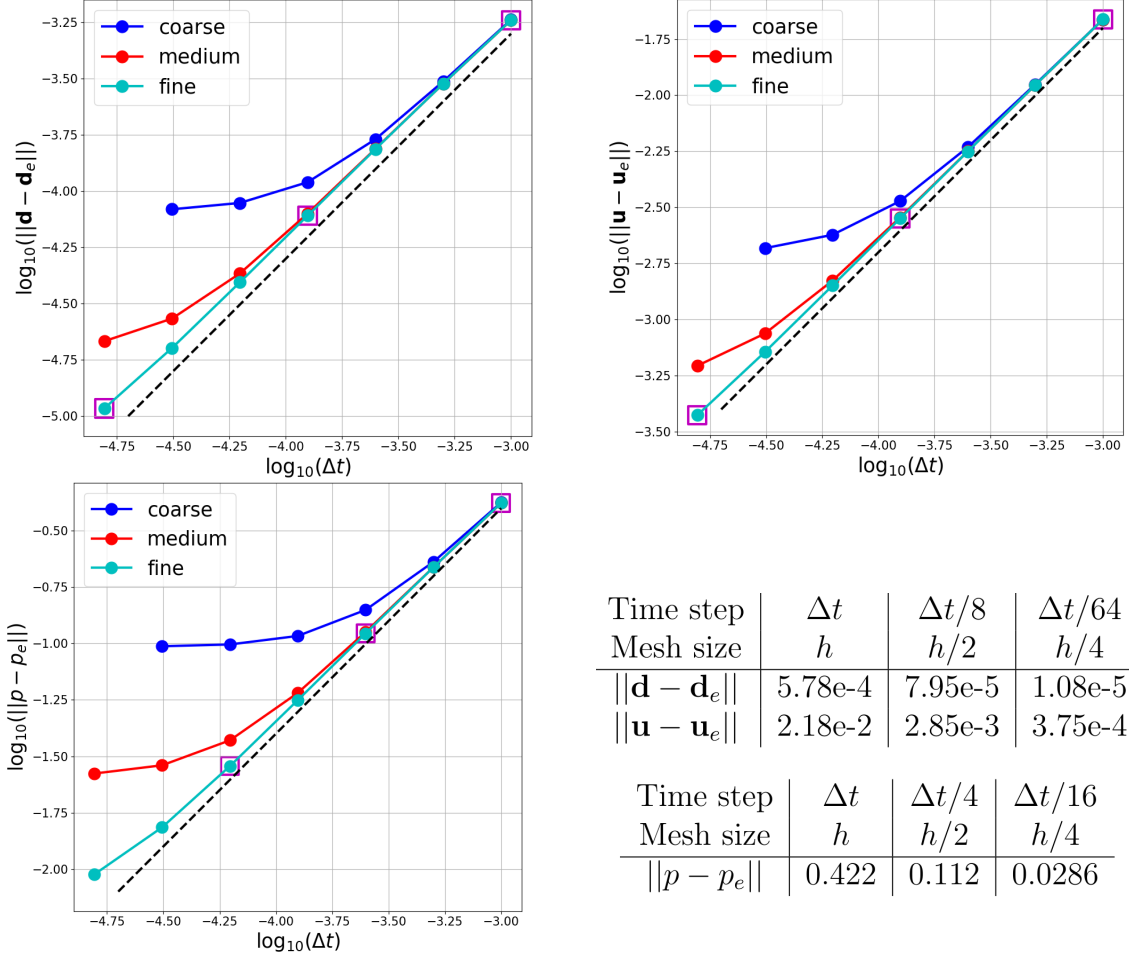 coarse
medium
fine
−3.25
−3.50
−3.75
−4.00
−4.25
−4.50
−4.75
−5.00
log₁₀(||𝐝 − 𝐝ₑ||)
−4.75 −4.50 −4.25 −4.00 −3.75 −3.50 −3.25 −3.00
log₁₀(Δt)
coarse
medium
fine
−1.75
−2.00
−2.25
−2.50
−2.75
−3.00
−3.25
−3.50
log₁₀(||𝐮 − 𝐮ₑ||)
−4.75 −4.50 −4.25 −4.00 −3.75 −3.50 −3.25 −3.00
log₁₀(Δt)
coarse
medium
fine
−0.50
−0.75
−1.00
−1.25
−1.50
−1.75
−2.00
log₁₀(||p − pₑ||)
−4.75 −4.50 −4.25 −4.00 −3.75 −3.50 −3.25 −3.00
log₁₀(Δt)
Time step Δt Δt/8 Δt/64
Mesh size h h/2 h/4
||𝐝 − 𝐝ₑ|| 5.78e-4 7.95e-5 1.08e-5
||𝐮 − 𝐮ₑ|| 2.18e-2 2.85e-3 3.75e-4
Time step Δt Δt/4 Δt/16
Mesh size h h/2 h/4
||p − pₑ|| 0.422 0.112 0.0286